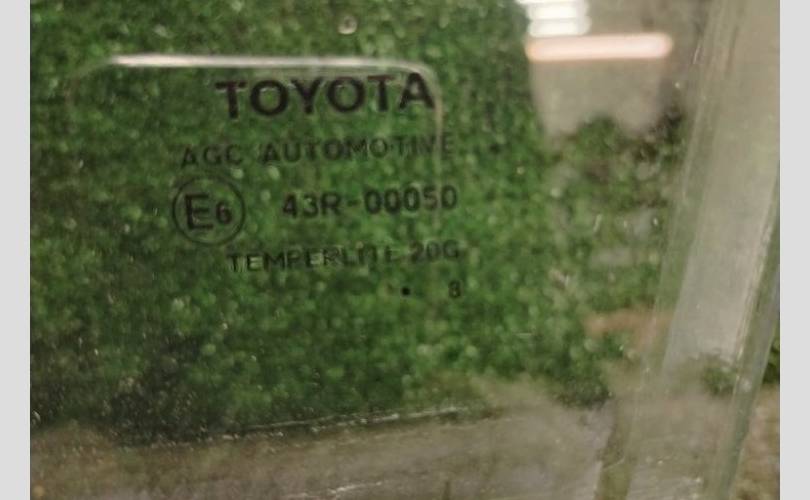 TOYOTA
AGC AUTOMOTIVE
E6 43R-00050
TEMPERLITE 20G
. 8